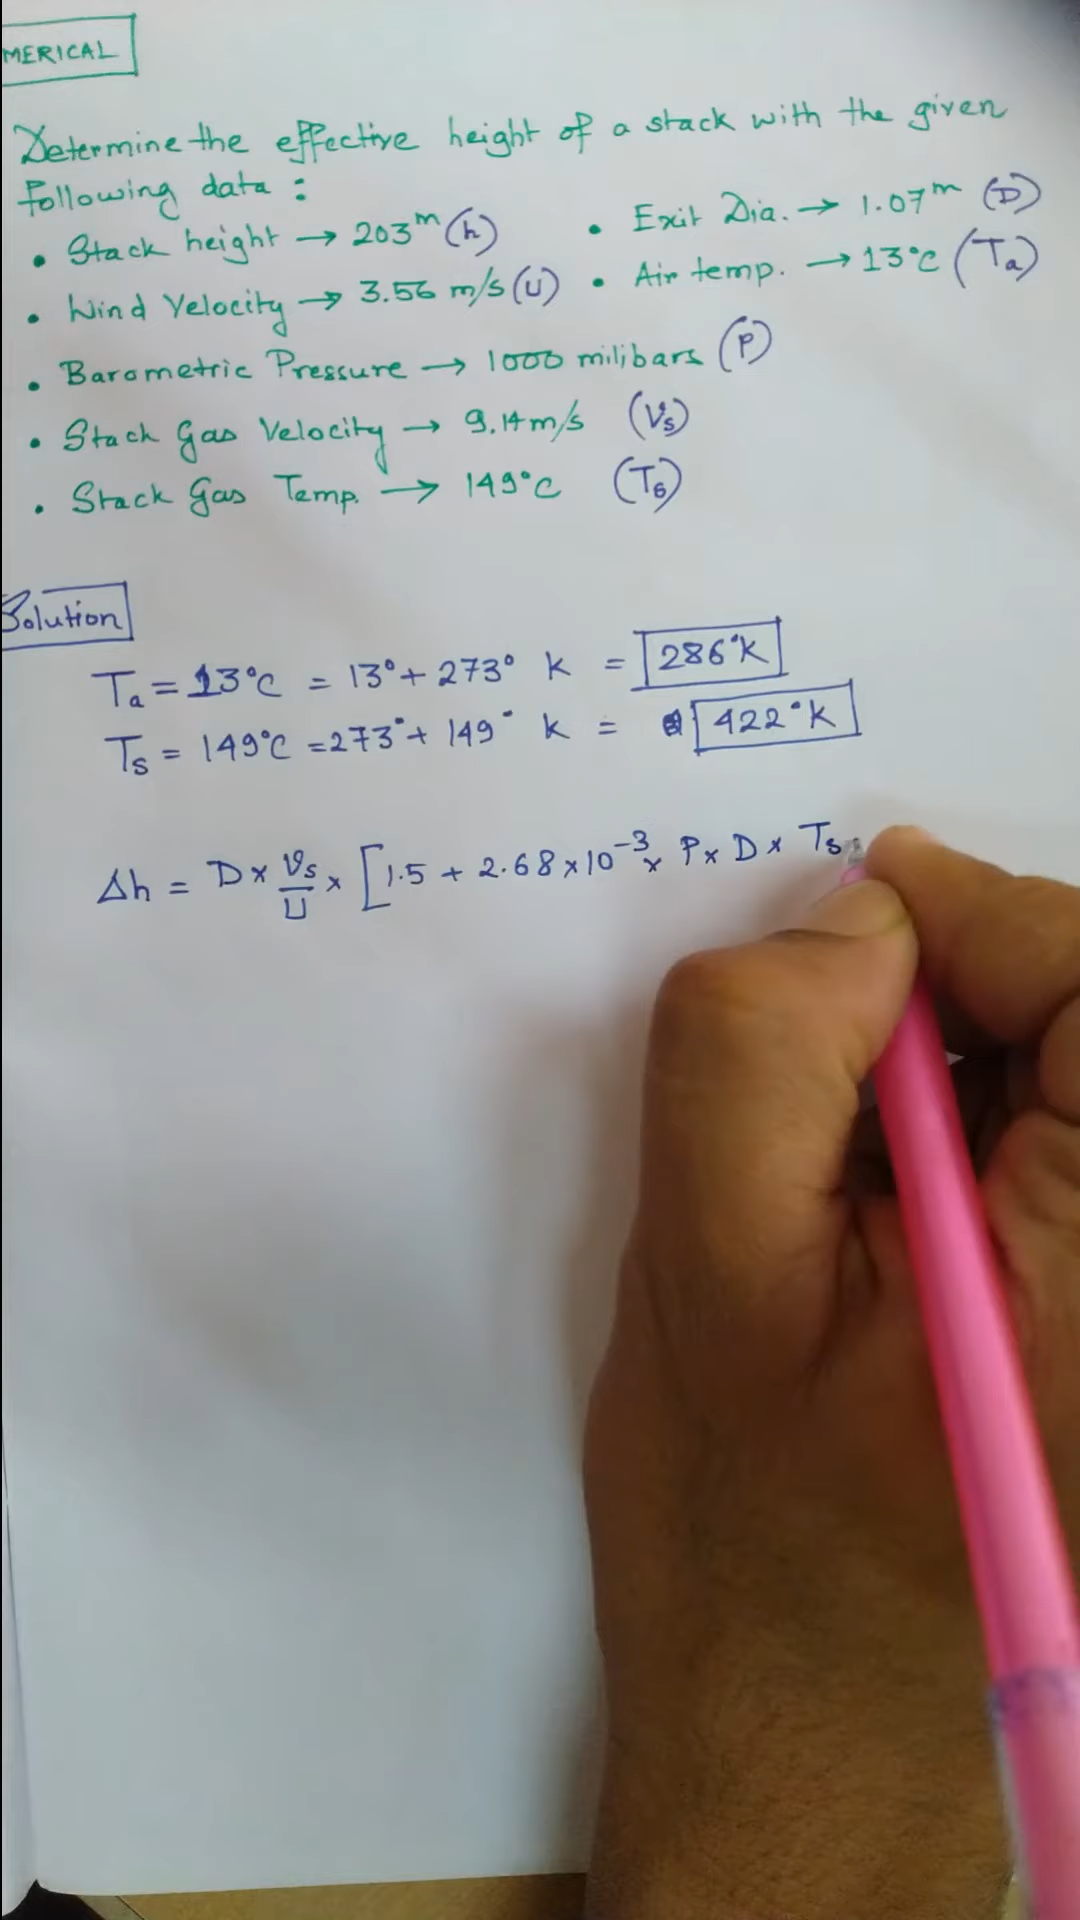 MERICAL
Determine the effective height of a stack with the given
following data :
• Stack height → 203m (h) • Exit Dia. → 1.07m (D)
• Wind Velocity → 3.56 m/s (U) • Air temp. → 13°C (Ta)
• Barometric Pressure → 1000 milibars (P)
• Stack Gas Velocity → 9.14m/s (Vs)
• Stack Gas Temp. → 149°C (Ts)
Solution
Ta = 13°C = 13° + 273° k = 286°K
Ts = 149°C = 273° + 149° k = 422°K
Δh = D × Vs/U × [1.5 + 2.68 × 10⁻³ × P × D × Ts